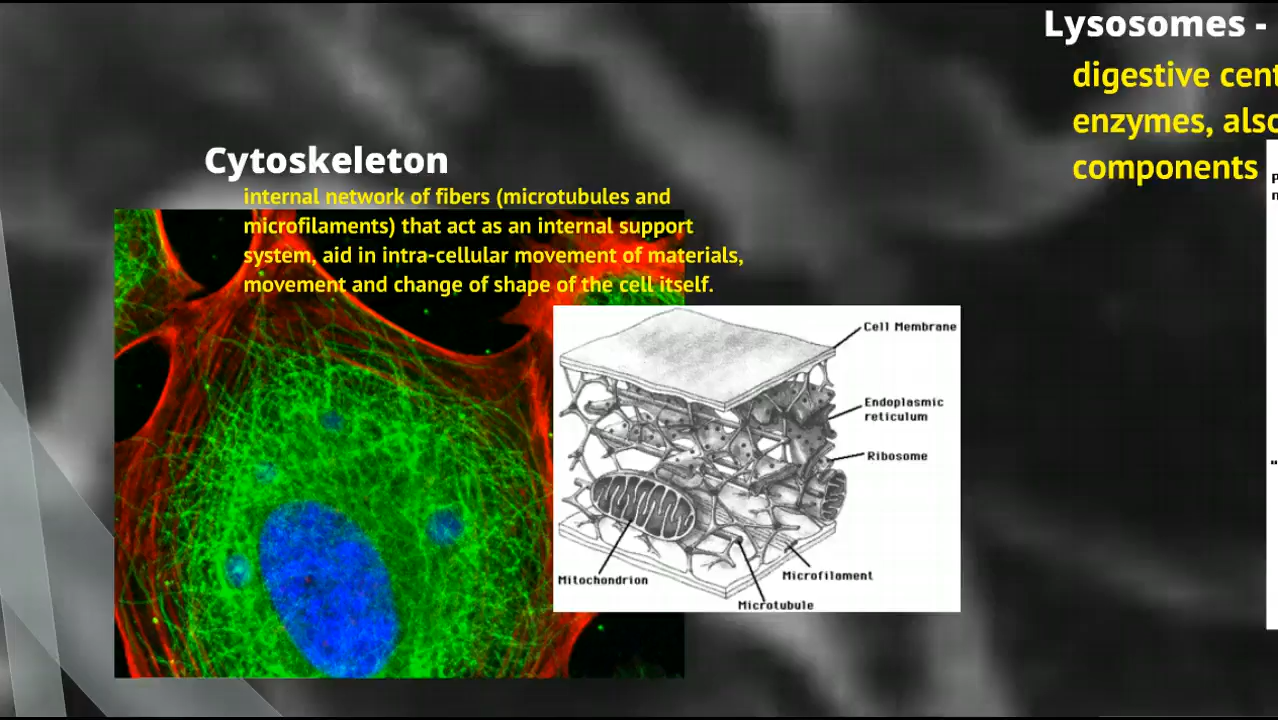 Lysosomes -
digestive cent
enzymes, also
components
Cytoskeleton
internal network of fibers (microtubules and
microfilaments) that act as an internal support
system, aid in intra-cellular movement of materials,
movement and change of shape of the cell itself.
Cell Membrane
Endoplasmic
reticulum
Ribosome
Mitochondrion
Microfilament
Microtubule